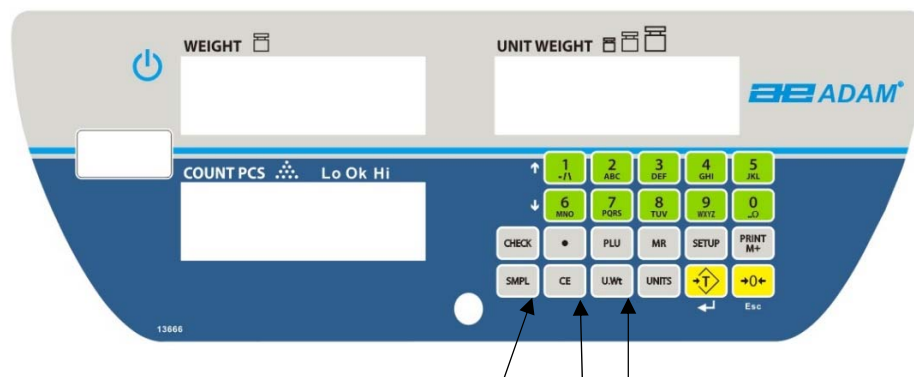 WEIGHT
UNIT WEIGHT
ae ADAM®
COUNT PCS Lo Ok Hi
1 2 3 4 5
-/\ ABC DEF GHI JKL
6 7 8 9 0
MNO PQRS TUV WXYZ _Ω
CHECK • PLU MR SETUP PRINT M+
SMPL CE U.Wt UNITS →T← →0←
Esc
13666